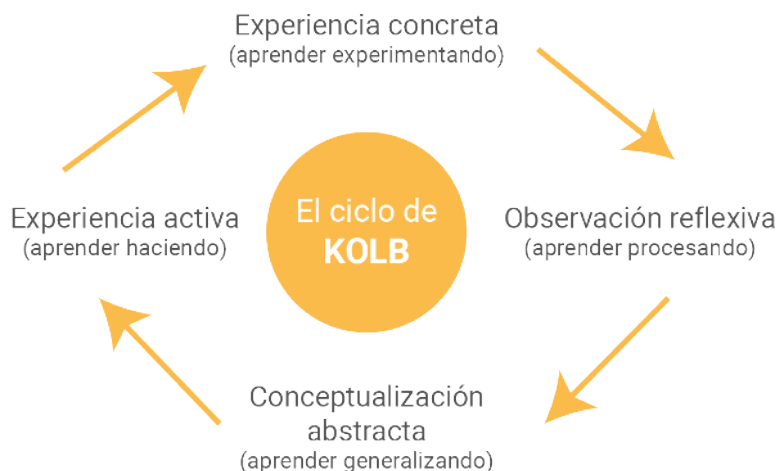 Experiencia concreta
(aprender experimentando)
Experiencia activa
(aprender haciendo)
El ciclo de
KOLB
Observación reflexiva
(aprender procesando)
Conceptualización
abstracta
(aprender generalizando)